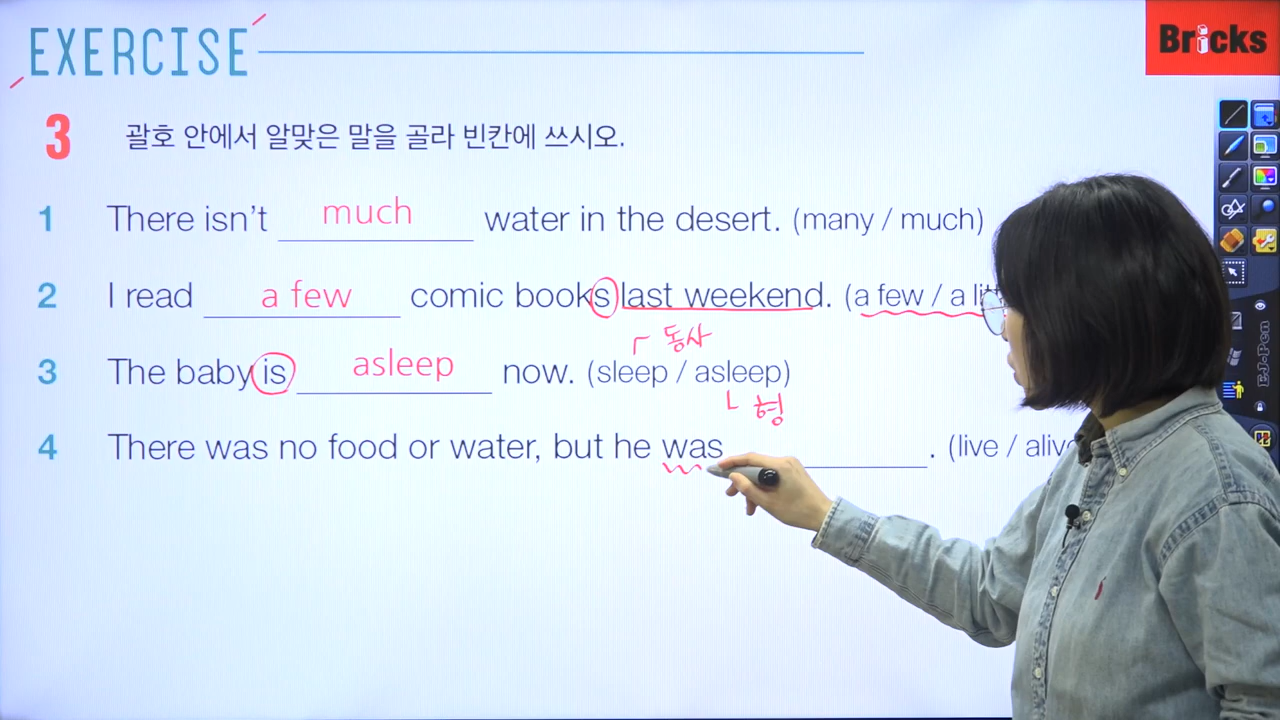 EXERCISE
Bricks
3 괄호 안에서 알맞은 말을 골라 빈칸에 쓰시오.
1 There isn't much water in the desert. (many / much)
2 I read a few comic books last weekend. (a few / a
동사
3 The baby is asleep now. (sleep / asleep)
형
4 There was no food or water, but he was . (live /
EJ-Pen